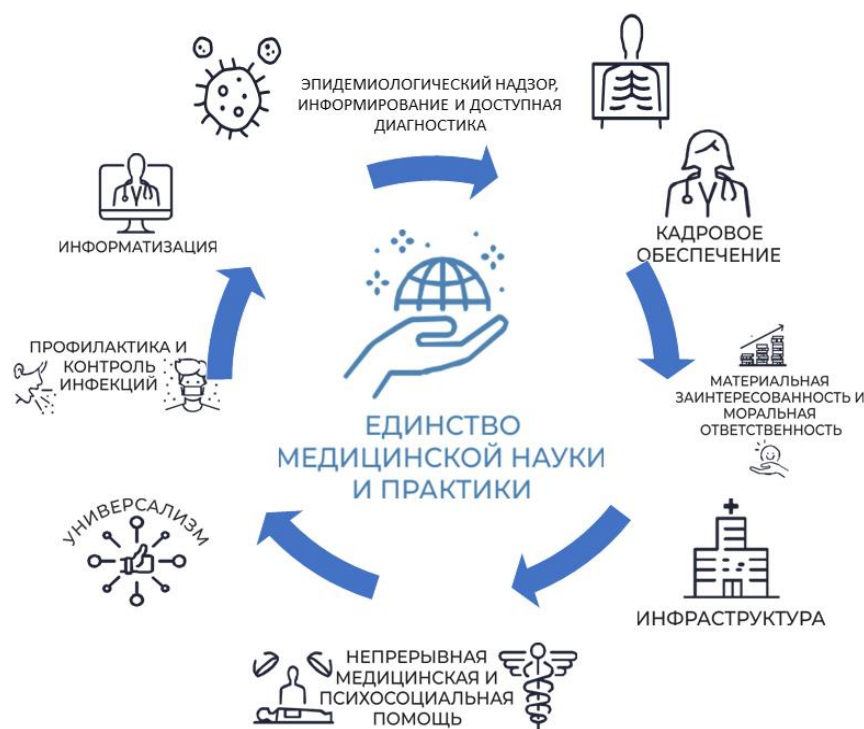 ЭПИДЕМИОЛОГИЧЕСКИЙ НАДЗОР,
ИНФОРМИРОВАНИЕ И ДОСТУПНАЯ
ДИАГНОСТИКА
КАДРОВОЕ
ОБЕСПЕЧЕНИЕ
МАТЕРИАЛЬНАЯ
ЗАИНТЕРЕСОВАННОСТЬ И
МОРАЛЬНАЯ
ОТВЕТСТВЕННОСТЬ
ИНФРАСТРУКТУРА
НЕПРЕРЫВНАЯ
МЕДИЦИНСКАЯ И
ПСИХОСОЦИАЛЬНАЯ
ПОМОЩЬ
УНИВЕРСАЛИЗМ
ПРОФИЛАКТИКА И
КОНТРОЛЬ
ИНФЕКЦИЙ
ИНФОРМАТИЗАЦИЯ
ЕДИНСТВО
МЕДИЦИНСКОЙ НАУКИ
И ПРАКТИКИ